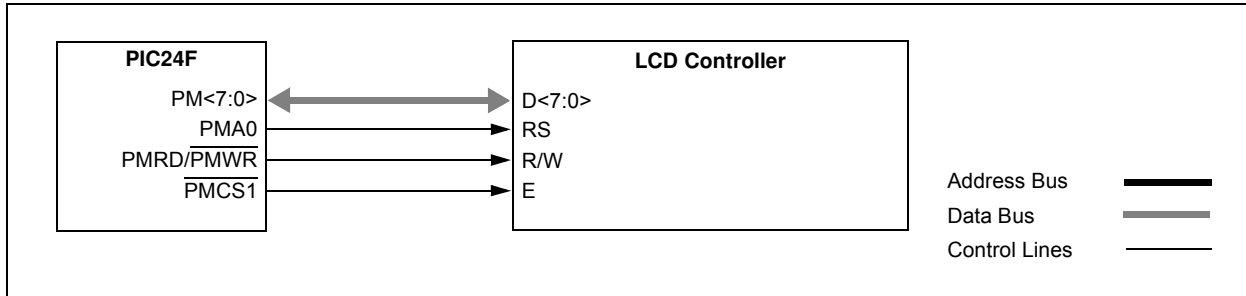 PIC24F
PM<7:0>
PMA0
PMRD/PMWR
PMCS1
LCD Controller
D<7:0>
RS
R/W
E
Address Bus
Data Bus
Control Lines